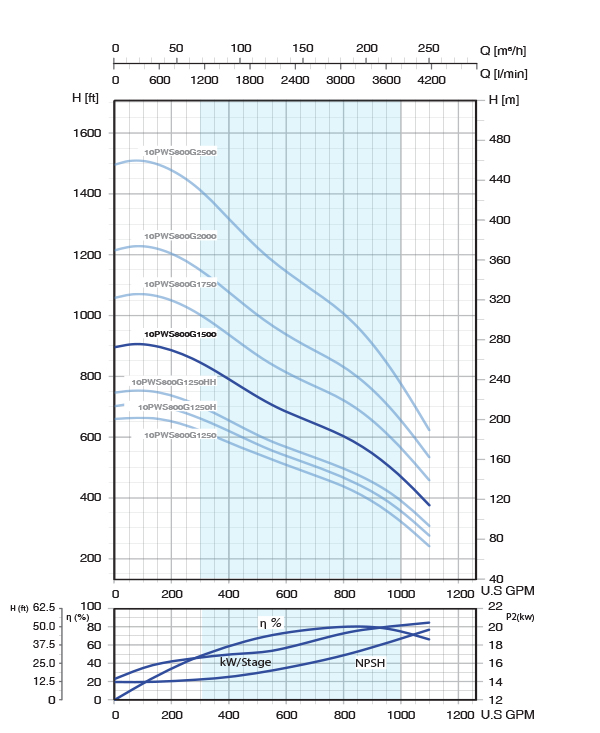 0 50 100 150 200 250 Q [m³/h]
0 600 1200 1800 2400 3000 3600 4200 Q [l/min]
H [ft] H [m]
1600
480
10PWS800G2500
440
1400
400
10PWS800G2000
1200
360
10PWS800G1750
320
1000
10PWS800G1500
280
800
10PWS800G1250HH
240
10PWS800G1250H
200
600
10PWS800G1250
160
400
120
80
200
40
0 200 400 600 800 1000 1200 U.S GPM
H (ft) 62.5 η (%) 100 22 P2(kw)
50.0 80 η % 20
37.5 60 18
25.0 40 kW/Stage NPSH 16
12.5 20 14
0 0 12
0 200 400 600 800 1000 1200 U.S GPM